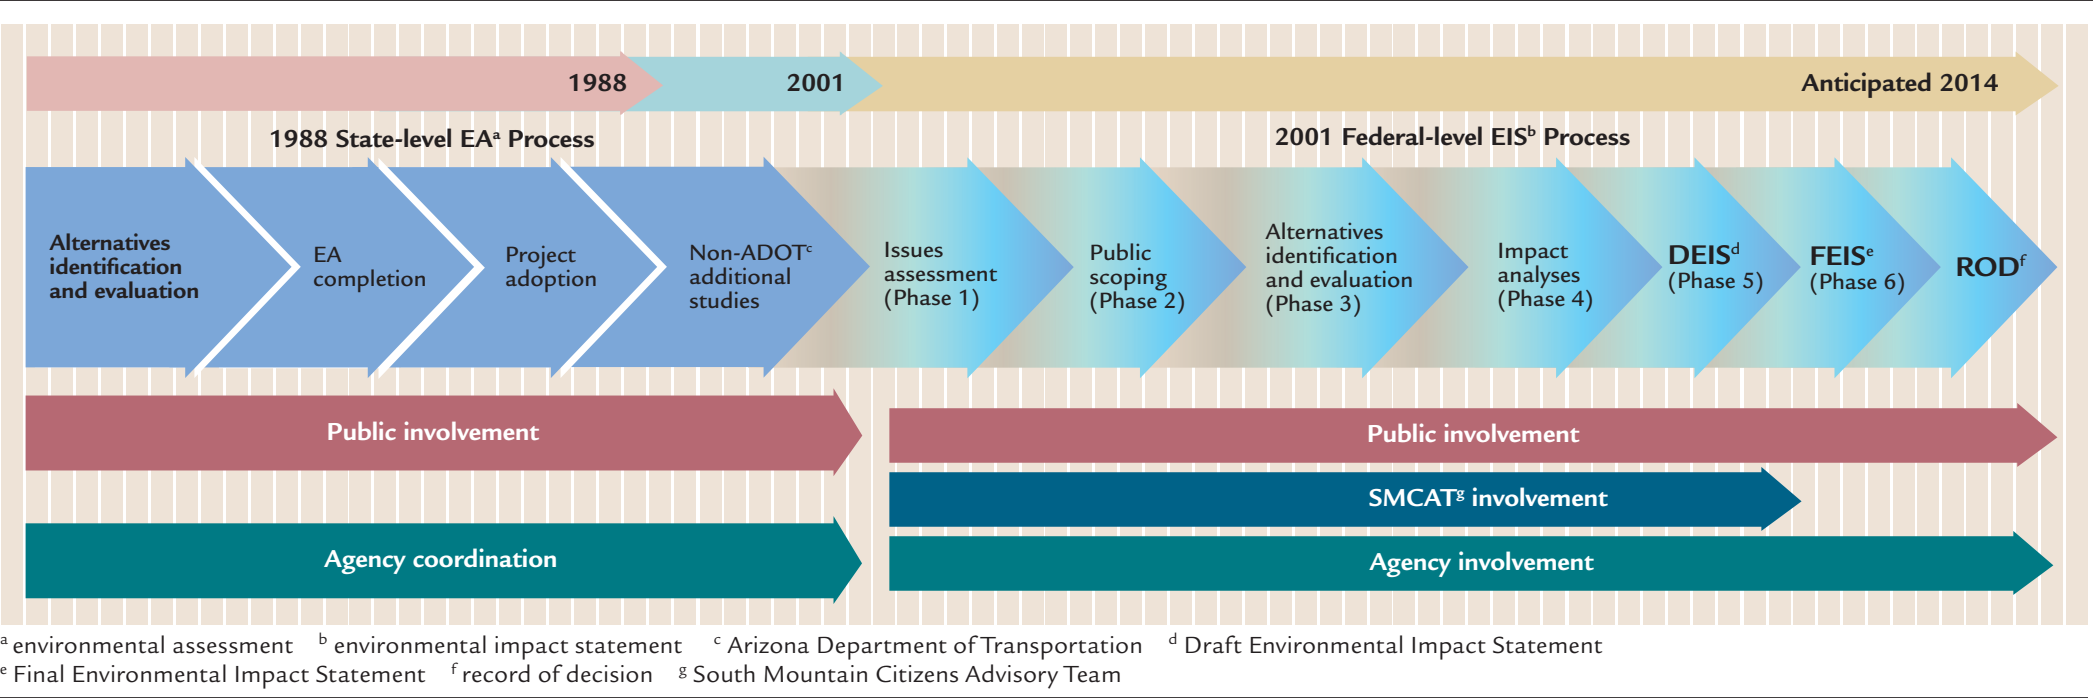 1988
2001
Anticipated 2014
1988 State-level EAᵃ Process
2001 Federal-level EISᵇ Process
Alternatives
identification
and evaluation
EA
completion
Project
adoption
Non-ADOTᶜ
additional
studies
Issues
assessment
(Phase 1)
Public
scoping
(Phase 2)
Alternatives
identification
and evaluation
(Phase 3)
Impact
analyses
(Phase 4)
DEISᵈ
(Phase 5)
FEISᵉ
(Phase 6)
RODᶠ
Public involvement
Public involvement
SMCATᵍ involvement
Agency coordination
Agency involvement
ᵃ environmental assessment ᵇ environmental impact statement ᶜ Arizona Department of Transportation ᵈ Draft Environmental Impact Statement
ᵉ Final Environmental Impact Statement ᶠ record of decision ᵍ South Mountain Citizens Advisory Team